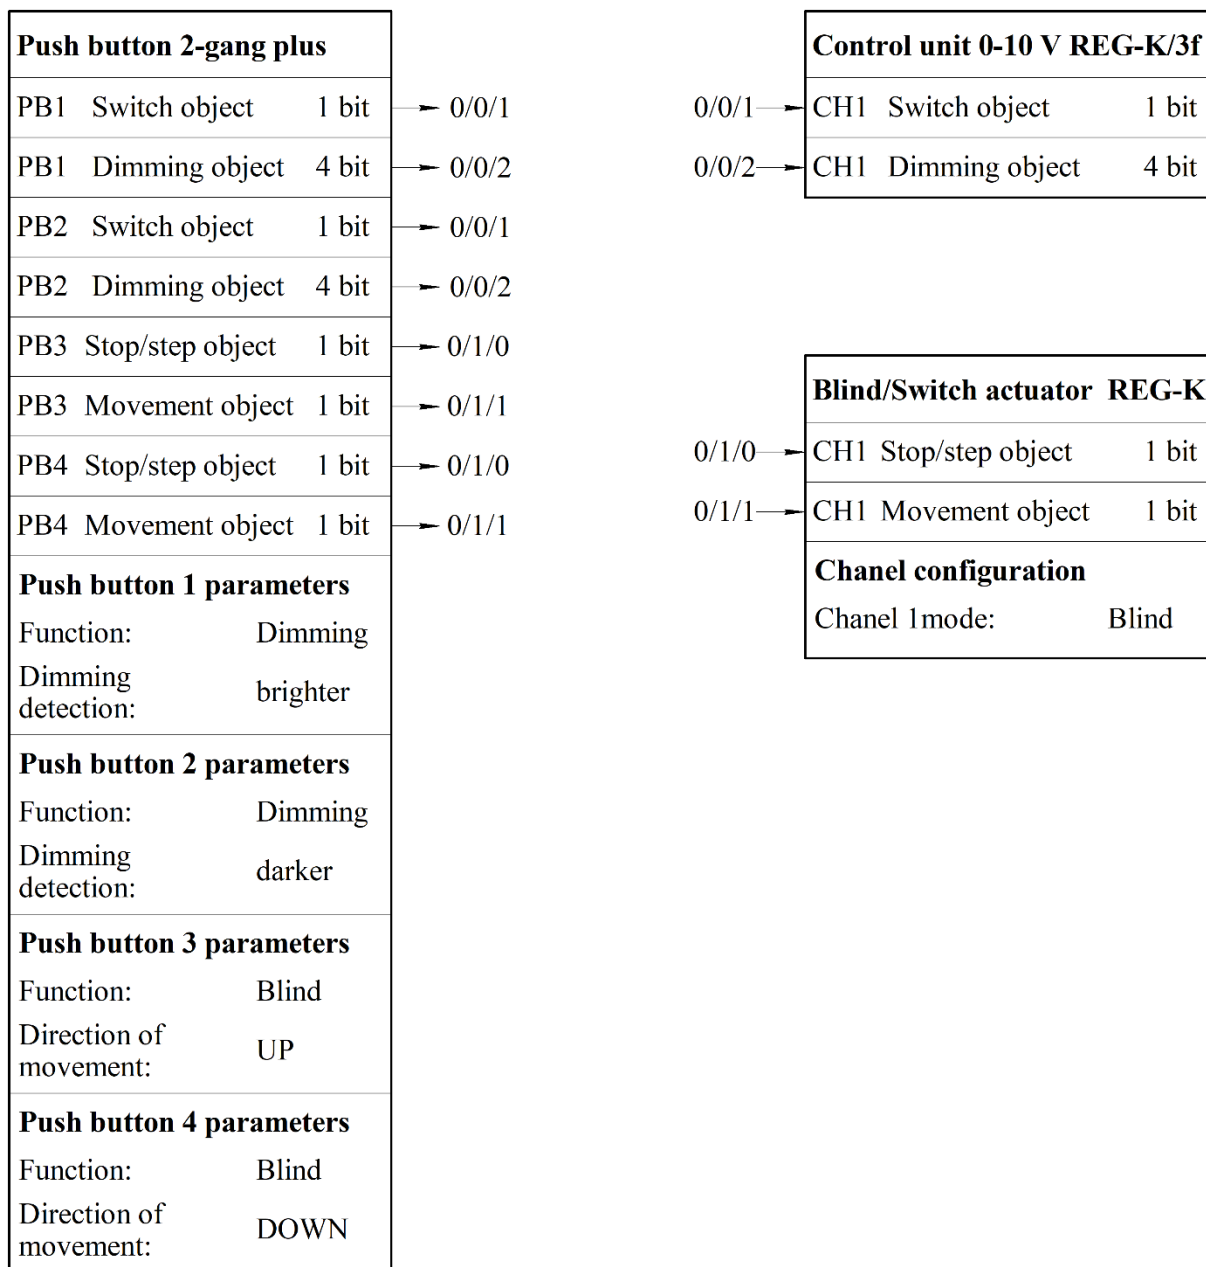 Push button 2-gang plus
PB1 Switch object 1 bit 0/0/1
PB1 Dimming object 4 bit 0/0/2
PB2 Switch object 1 bit 0/0/1
PB2 Dimming object 4 bit 0/0/2
PB3 Stop/step object 1 bit 0/1/0
PB3 Movement object 1 bit 0/1/1
PB4 Stop/step object 1 bit 0/1/0
PB4 Movement object 1 bit 0/1/1
Push button 1 parameters
Function: Dimming
Dimming
detection: brighter
Push button 2 parameters
Function: Dimming
Dimming
detection: darker
Push button 3 parameters
Function: Blind
Direction of
movement: UP
Push button 4 parameters
Function: Blind
Direction of
movement: DOWN
Control unit 0-10 V REG-K/3f
0/0/1 CH1 Switch object 1 bit
0/0/2 CH1 Dimming object 4 bit
Blind/Switch actuator REG-K
0/1/0 CH1 Stop/step object 1 bit
0/1/1 CH1 Movement object 1 bit
Chanel configuration
Chanel 1mode: Blind